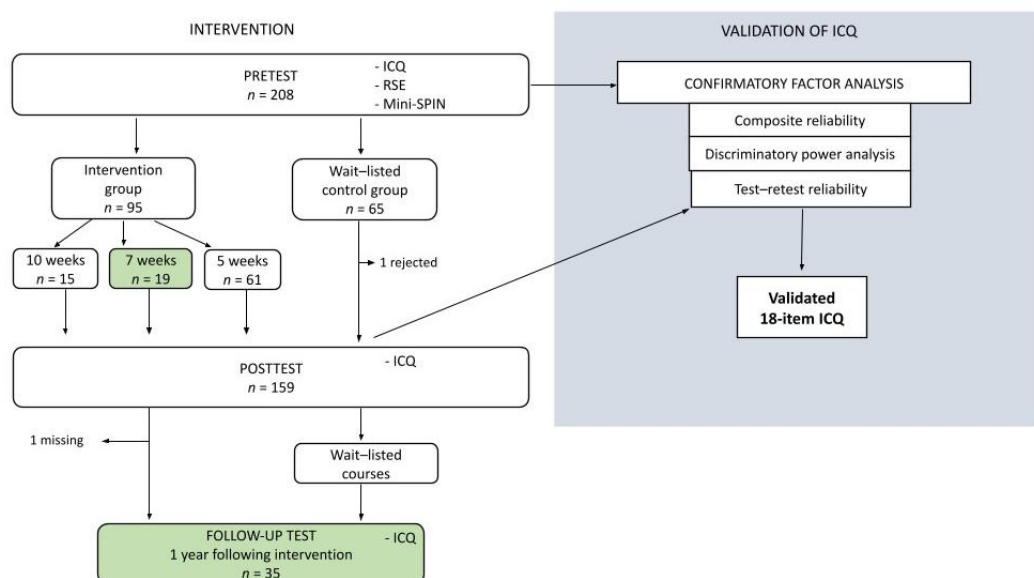 INTERVENTION
PRETEST
n = 208
- ICQ
- RSE
- Mini-SPIN
Intervention
group
n = 95
Wait–listed
control group
n = 65
10 weeks
n = 15
7 weeks
n = 19
5 weeks
n = 61
1 rejected
POSTTEST
n = 159
- ICQ
1 missing
Wait–listed
courses
FOLLOW-UP TEST
1 year following intervention
n = 35
- ICQ
VALIDATION OF ICQ
CONFIRMATORY FACTOR ANALYSIS
Composite reliability
Discriminatory power analysis
Test–retest reliability
Validated
18-item ICQ